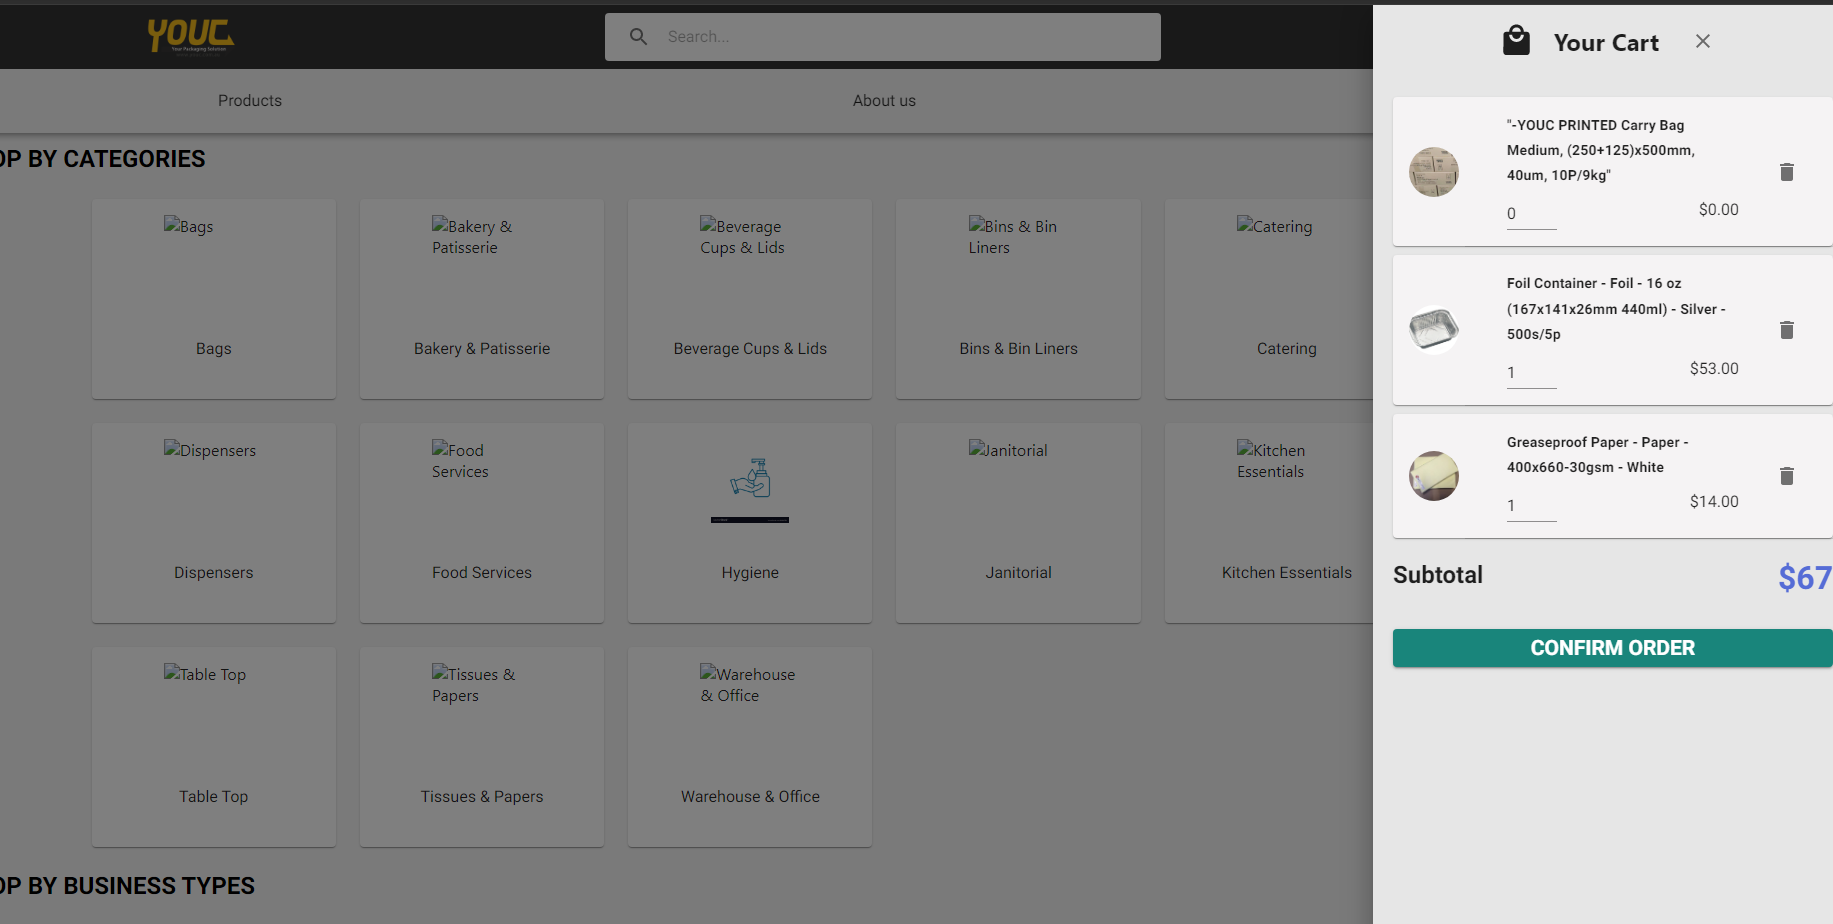 YOUC
Your Packaging Solution
Search...
Your Cart
Products
About us
OP BY CATEGORIES
"-YOUC PRINTED Carry Bag
Medium, (250+125)x500mm,
40um, 10P/9kg"
0
$0.00
Foil Container - Foil - 16 oz
(167x141x26mm 440ml) - Silver -
500s/5p
1
$53.00
Greaseproof Paper - Paper -
400x660-30gsm - White
1
$14.00
Subtotal
$67
CONFIRM ORDER
Bags
Bakery &
Patisserie
Beverage
Cups & Lids
Bins & Bin
Liners
Catering
Bags
Bakery & Patisserie
Beverage Cups & Lids
Bins & Bin Liners
Catering
Dispensers
Food
Services
Janitorial
Kitchen
Essentials
Dispensers
Food Services
Hygiene
Janitorial
Kitchen Essentials
Table Top
Tissues &
Papers
Warehouse
& Office
Table Top
Tissues & Papers
Warehouse & Office
OP BY BUSINESS TYPES